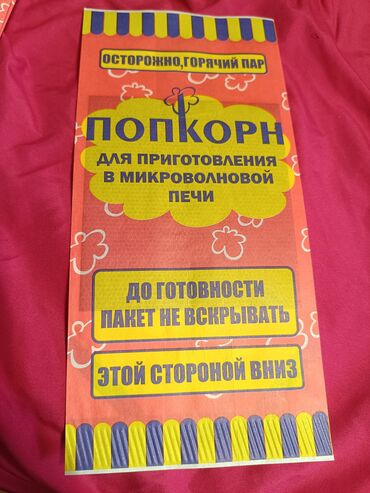 ОСТОРОЖНО,ГОРЯЧИЙ ПАР
ПОПКОРН
ДЛЯ ПРИГОТОВЛЕНИЯ
В МИКРОВОЛНОВОЙ
ПЕЧИ
ДО ГОТОВНОСТИ
ПАКЕТ НЕ ВСКРЫВАТЬ
ЭТОЙ СТОРОНОЙ ВНИЗ